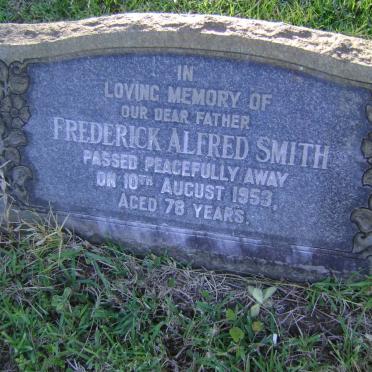 IN
LOVING MEMORY OF
OUR DEAR FATHER
FREDERICK ALFRED SMITH
PASSED PEACEFULLY AWAY
ON 10TH AUGUST 1953,
AGED 78 YEARS.